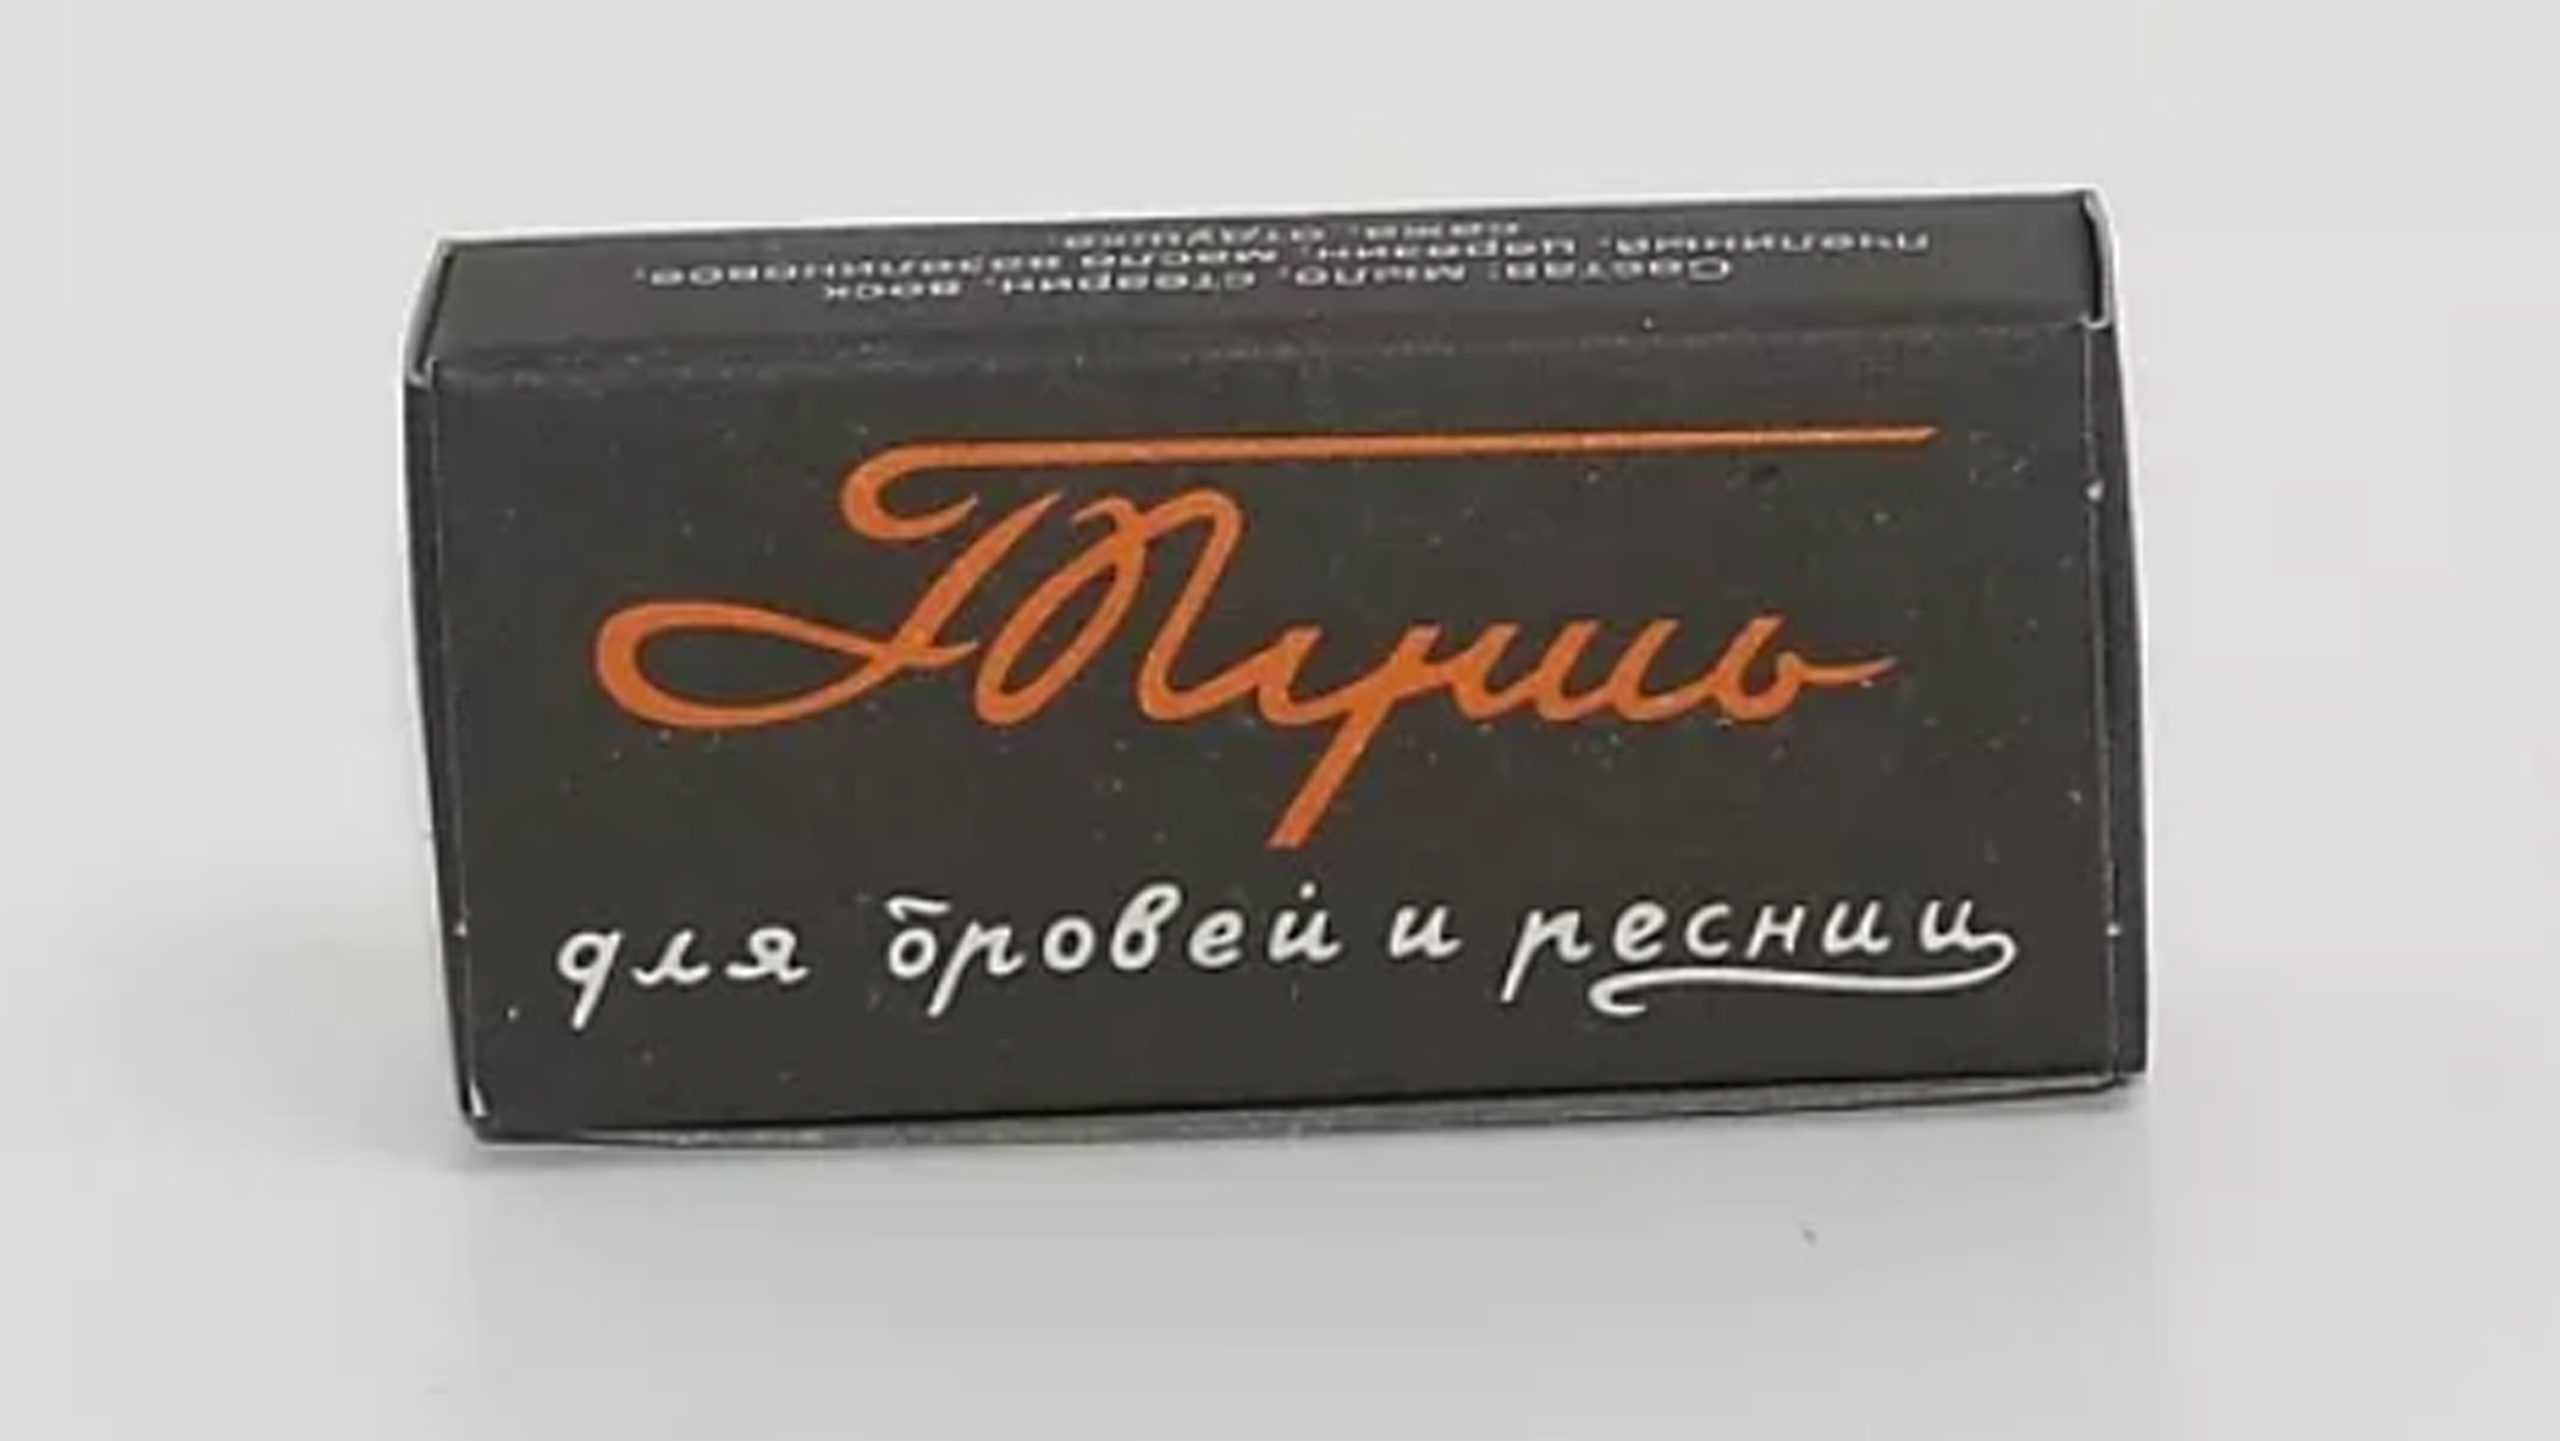 Состав: мыло, стеарин, воск
пчелиный, церезин, масло вазелиновое,
сажа, отдушка.
Тушь
для бровей и ресниц